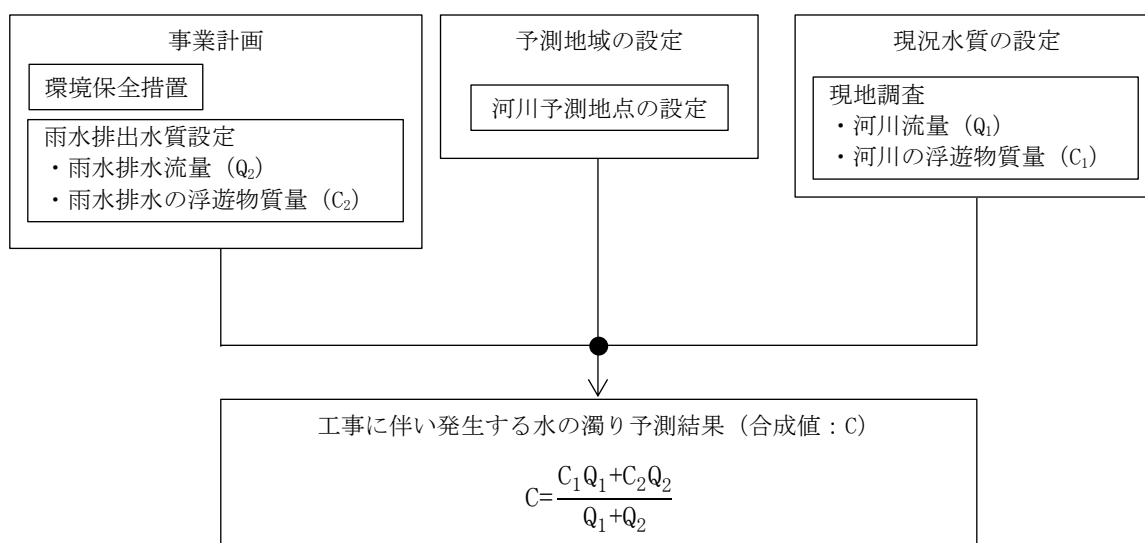 事業計画
環境保全措置
雨水排出水質設定
・雨水排水流量（Q₂）
・雨水排水の浮遊物質量（C₂）
予測地域の設定
河川予測地点の設定
現況水質の設定
現地調査
・河川流量（Q₁）
・河川の浮遊物質量（C₁）
工事に伴い発生する水の濁り予測結果（合成値：C）
C=
C₁Q₁+C₂Q₂
Q₁+Q₂